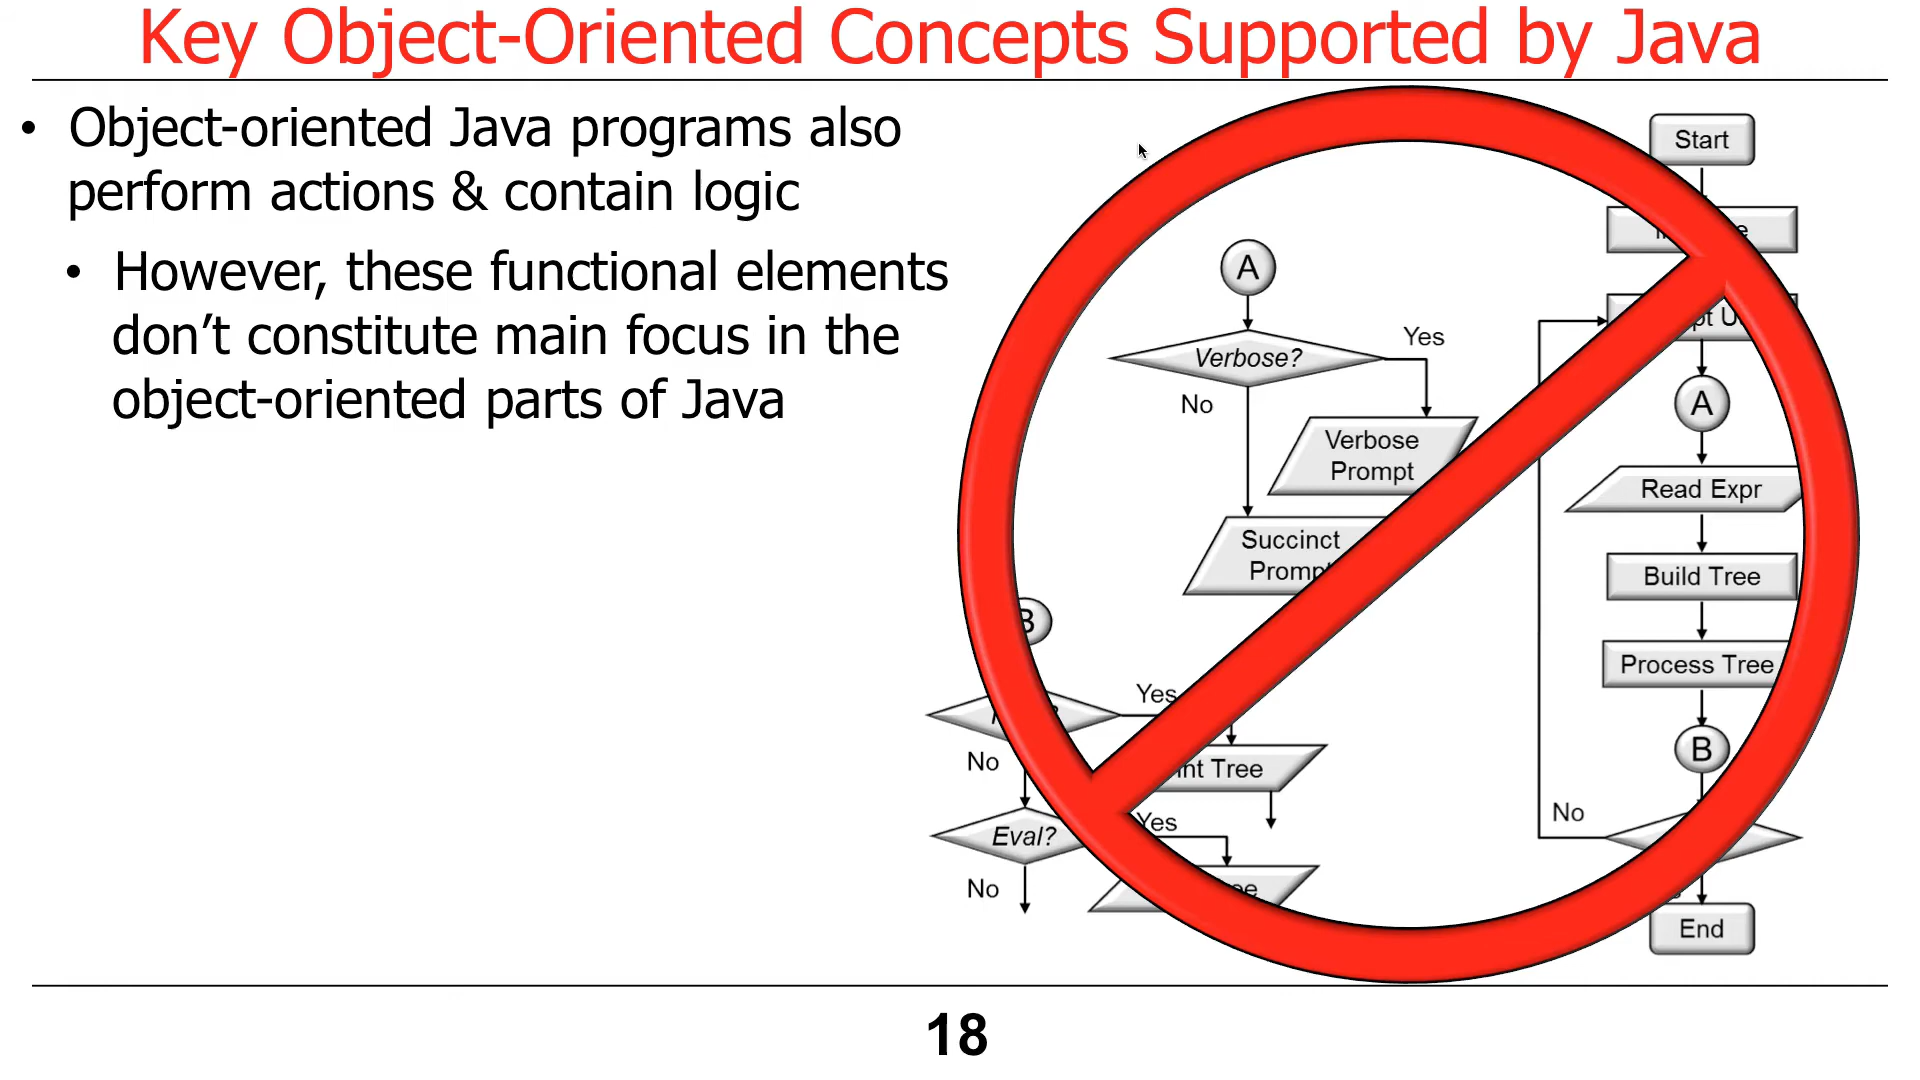 Key Object-Oriented Concepts Supported by Java
• Object-oriented Java programs also
perform actions & contain logic
• However, these functional elements
don’t constitute main focus in the
object-oriented parts of Java
A
Verbose?
Yes
No
Verbose
Prompt
Succinct
Prompt
B
Yes
No
Tree
Eval?
Yes
No
Start
A
Read Expr
Build Tree
Process Tree
B
No
End
18